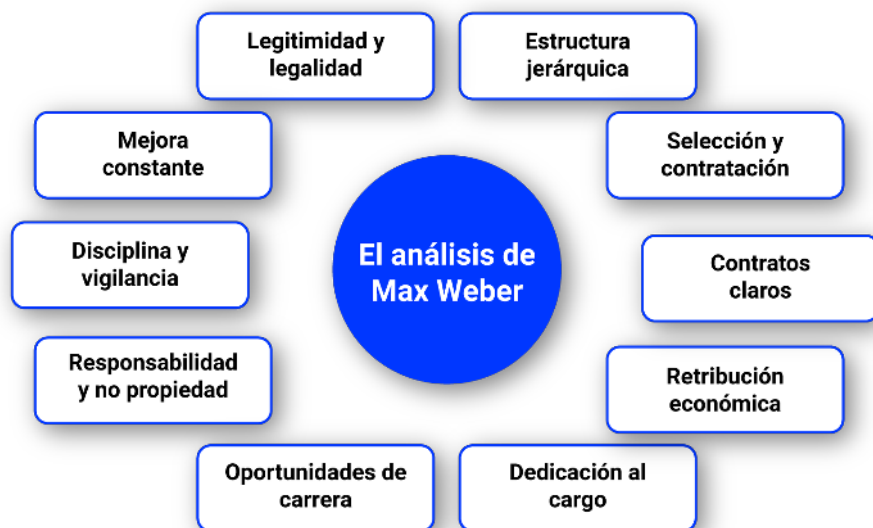 Legitimidad y
legalidad
Estructura
jerárquica
Mejora
constante
Selección y
contratación
El análisis de
Max Weber
Disciplina y
vigilancia
Contratos
claros
Responsabilidad
y no propiedad
Retribución
económica
Oportunidades de
carrera
Dedicación al
cargo